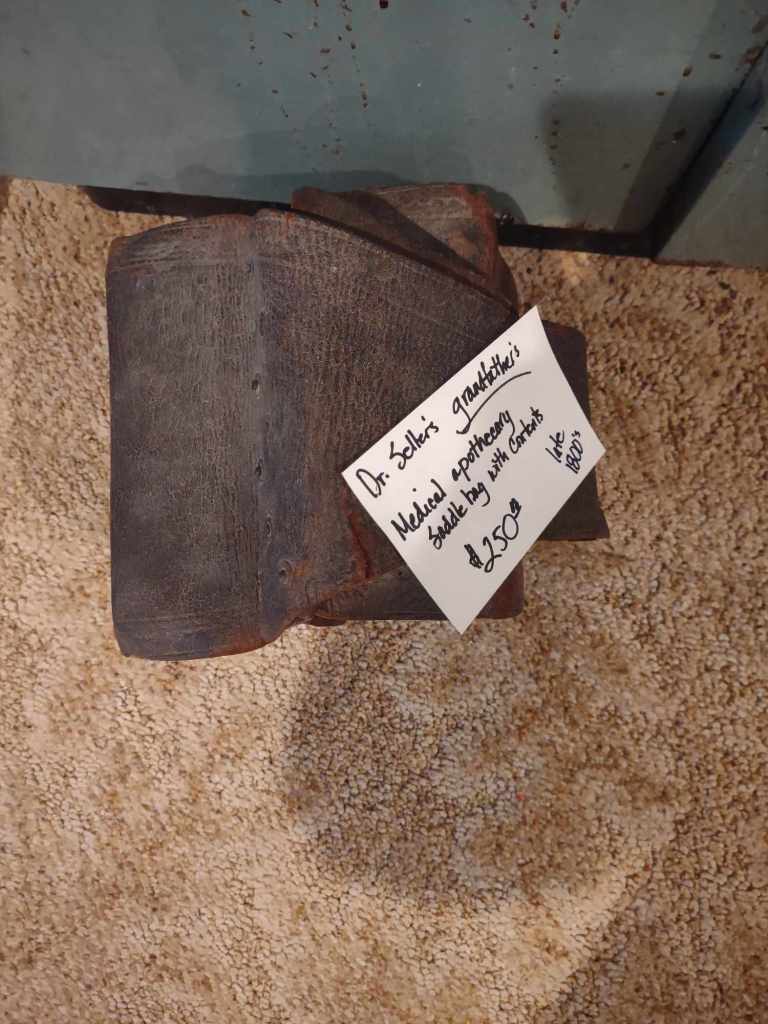 Dr. Seller's grandfather's
Medical apothecary
Saddle bag with Contents
late
1800's
$250.00